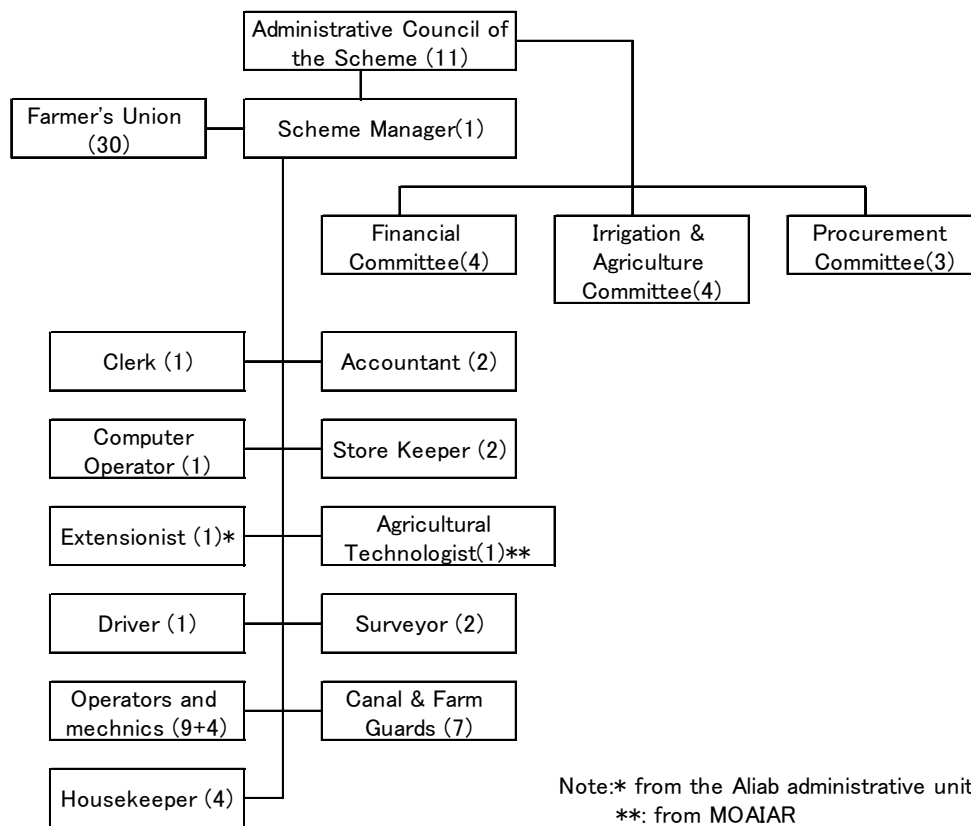 Administrative Council of
the Scheme (11)
Farmer's Union
(30)
Scheme Manager(1)
Financial
Committee(4)
Irrigation &
Agriculture
Committee(4)
Procurement
Committee(3)
Clerk (1)
Accountant (2)
Computer
Operator (1)
Store Keeper (2)
Extensionist (1)*
Agricultural
Technologist(1)**
Driver (1)
Surveyor (2)
Operators and
mechnics (9+4)
Canal & Farm
Guards (7)
Housekeeper (4)
Note:* from the Aliab administrative unit
**: from MOAIAR